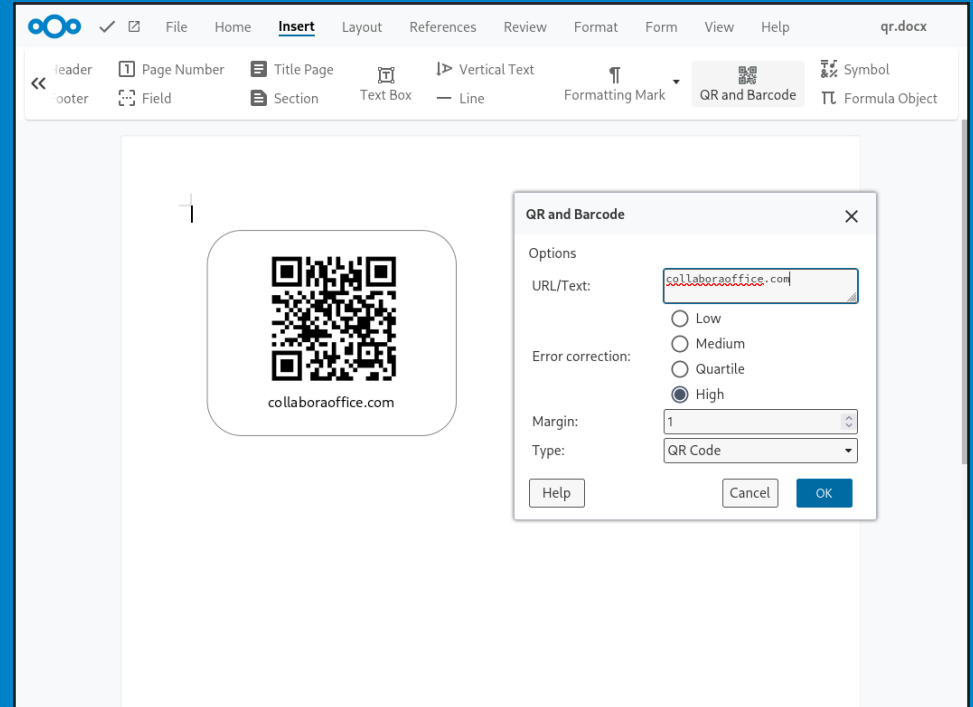 File Home Insert Layout References Review Format Form View Help qr.docx
eader Page Number Title Page Vertical Text Symbol
Text Box Formatting Mark QR and Barcode
ooter Field Section Line Formula Object
QR and Barcode
Options
URL/Text: collaboraoffice.com
Low
Medium
Error correction:
Quartile
High
Margin: 1
Type: QR Code
Help Cancel OK
collaboraoffice.com